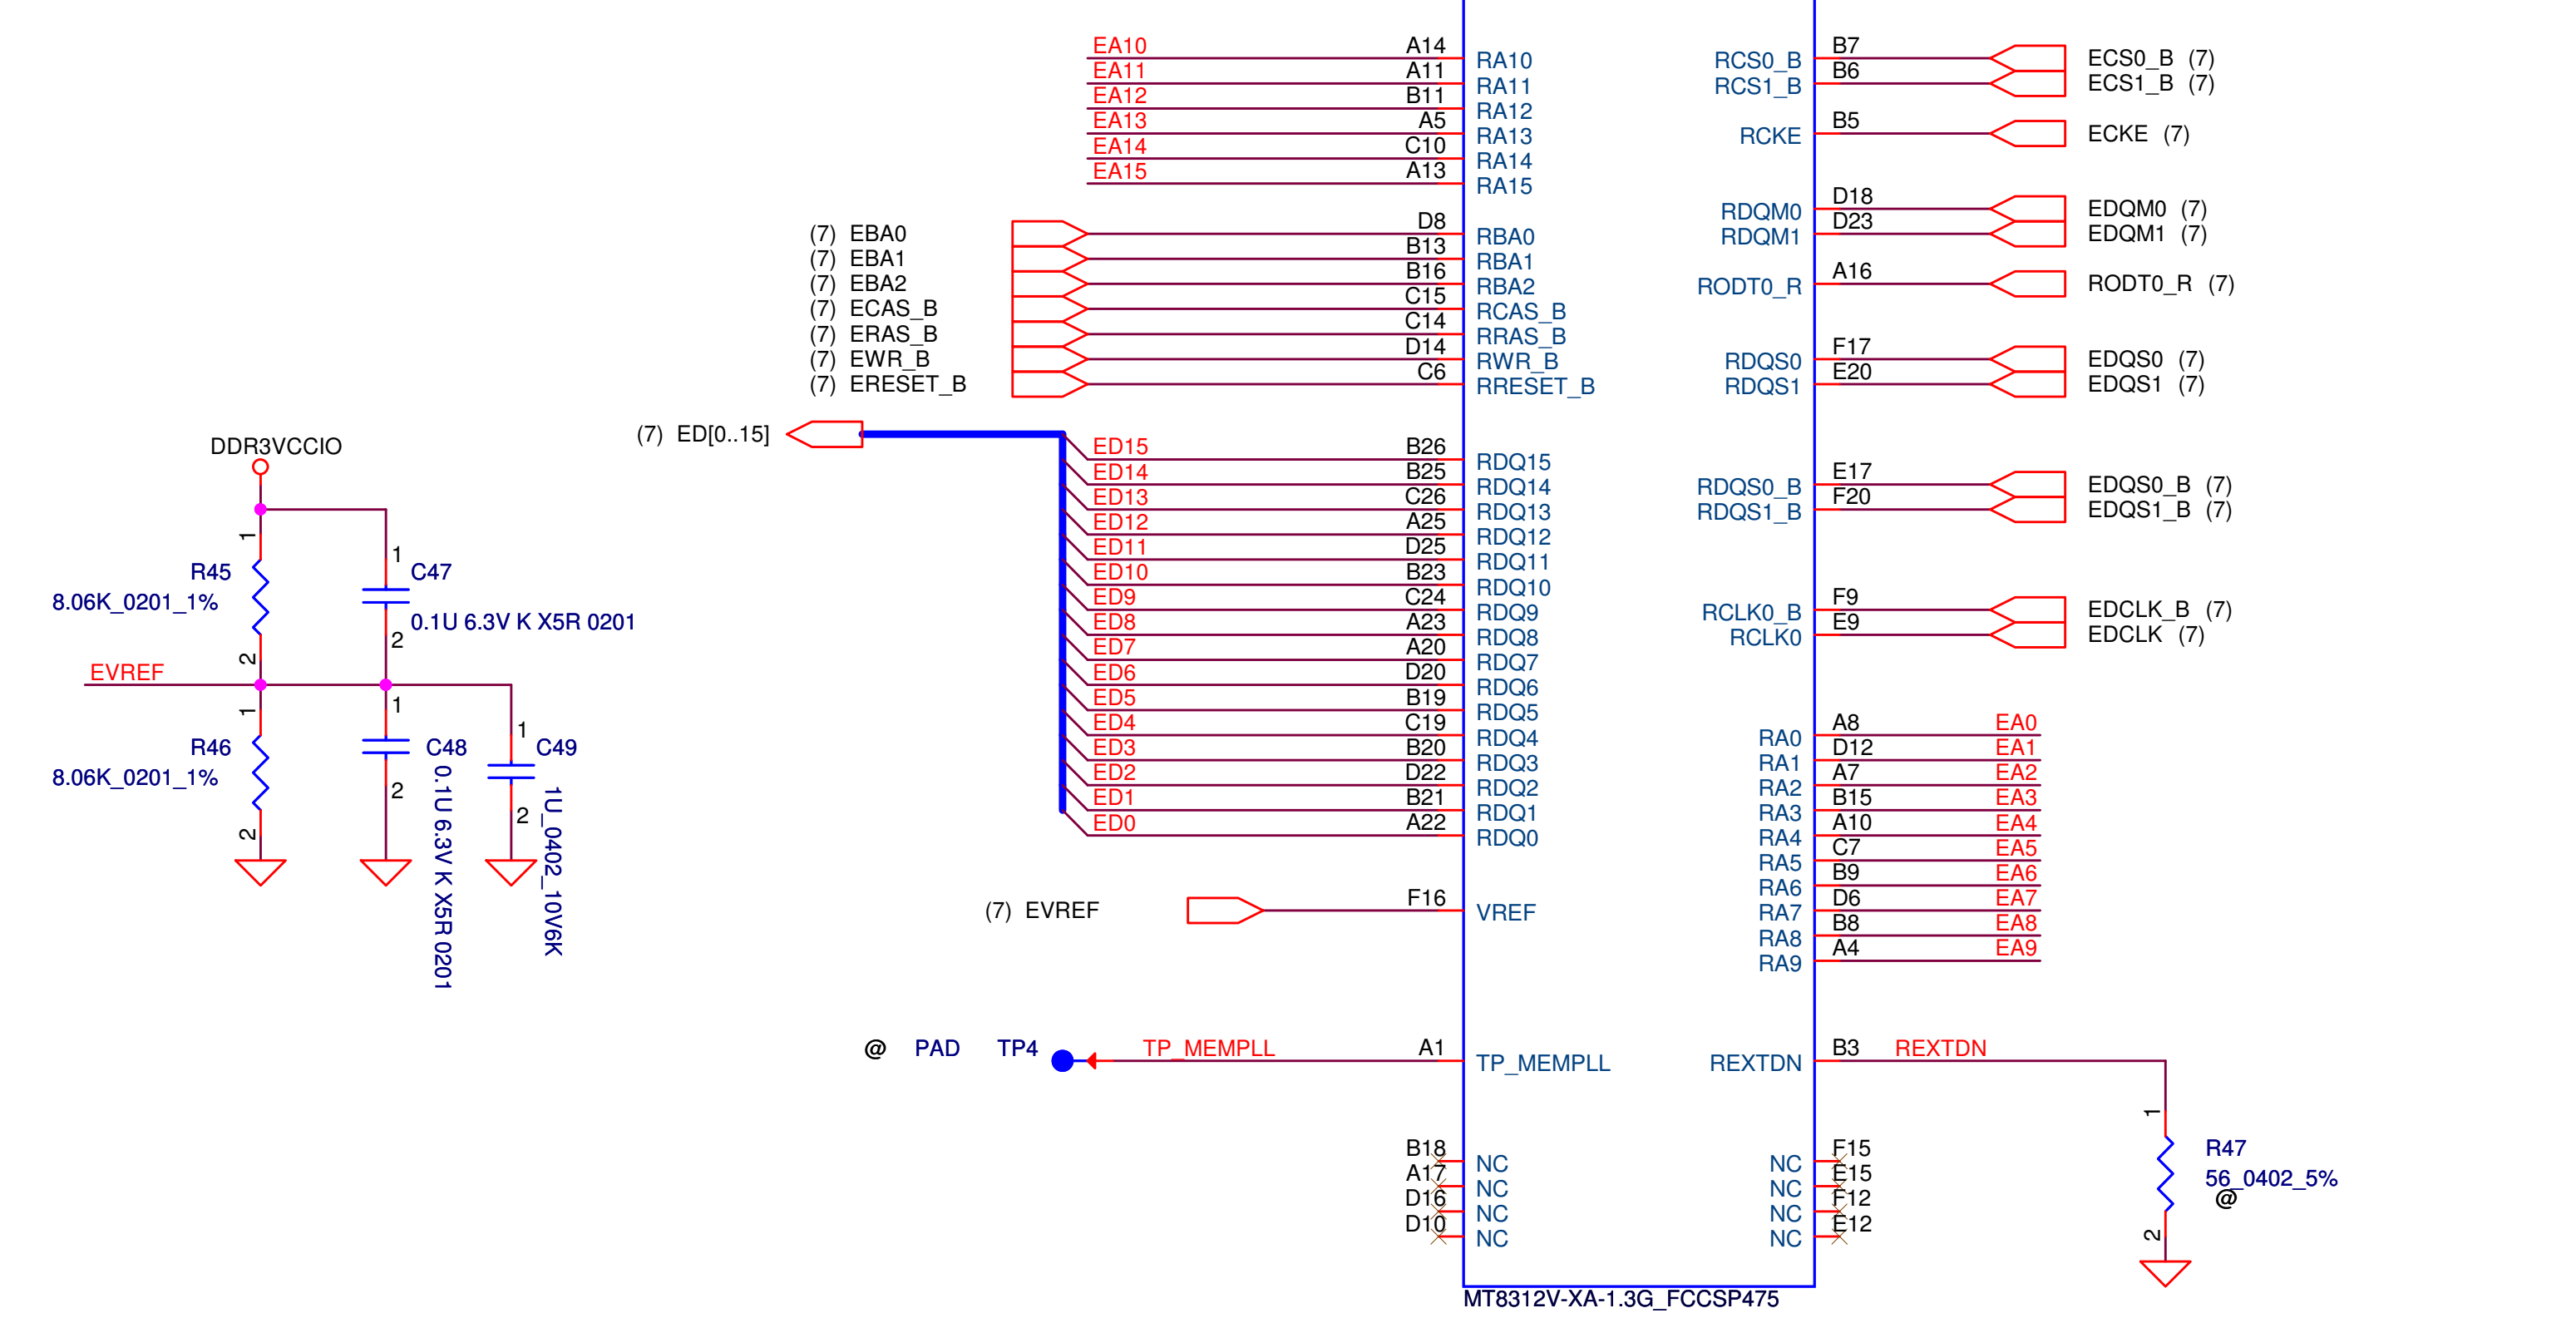 EA10 A14 RA10
EA11 A11 RA11
EA12 B11 RA12
EA13 A5 RA13
EA14 C10 RA14
EA15 A13 RA15
(7) EBA0 D8 RBA0
(7) EBA1 B13 RBA1
(7) EBA2 B16 RBA2
(7) ECAS_B C15 RCAS_B
(7) ERAS_B C14 RRAS_B
(7) EWR_B D14 RWR_B
(7) ERESET_B C6 RRESET_B
(7) ED[0..15]
ED15 B26 RDQ15
ED14 B25 RDQ14
ED13 C26 RDQ13
ED12 A25 RDQ12
ED11 D25 RDQ11
ED10 B23 RDQ10
ED9 C24 RDQ9
ED8 A23 RDQ8
ED7 A20 RDQ7
ED6 D20 RDQ6
ED5 B19 RDQ5
ED4 C19 RDQ4
ED3 B20 RDQ3
ED2 D22 RDQ2
ED1 B21 RDQ1
ED0 A22 RDQ0
(7) EVREF F16 VREF
@ PAD TP4 TP_MEMPLL A1 TP_MEMPLL
B18 NC
A17 NC
D16 NC
D10 NC
RCS0_B B7 ECS0_B (7)
RCS1_B B6 ECS1_B (7)
RCKE B5 ECKE (7)
RDQM0 D18 EDQM0 (7)
RDQM1 D23 EDQM1 (7)
RODT0_R A16 RODT0_R (7)
RDQS0 F17 EDQS0 (7)
RDQS1 E20 EDQS1 (7)
RDQS0_B E17 EDQS0_B (7)
RDQS1_B F20 EDQS1_B (7)
RCLK0_B F9 EDCLK_B (7)
RCLK0 E9 EDCLK (7)
RA0 A8 EA0
RA1 D12 EA1
RA2 A7 EA2
RA3 B15 EA3
RA4 A10 EA4
RA5 C7 EA5
RA6 B9 EA6
RA7 D6 EA7
RA8 B8 EA8
RA9 A4 EA9
REXTDN B3 REXTDN
NC F15
NC E15
NC F12
NC E12
1
R47
56_0402_5%
@
2
MT8312V-XA-1.3G_FCCSP475
DDR3VCCIO
1
R45
8.06K_0201_1%
2
1
C47
0.1U 6.3V K X5R 0201
2
EVREF
1
R46
8.06K_0201_1%
2
1
C48
0.1U 6.3V K X5R 0201
2
1
C49
1U_0402_10V6K
2